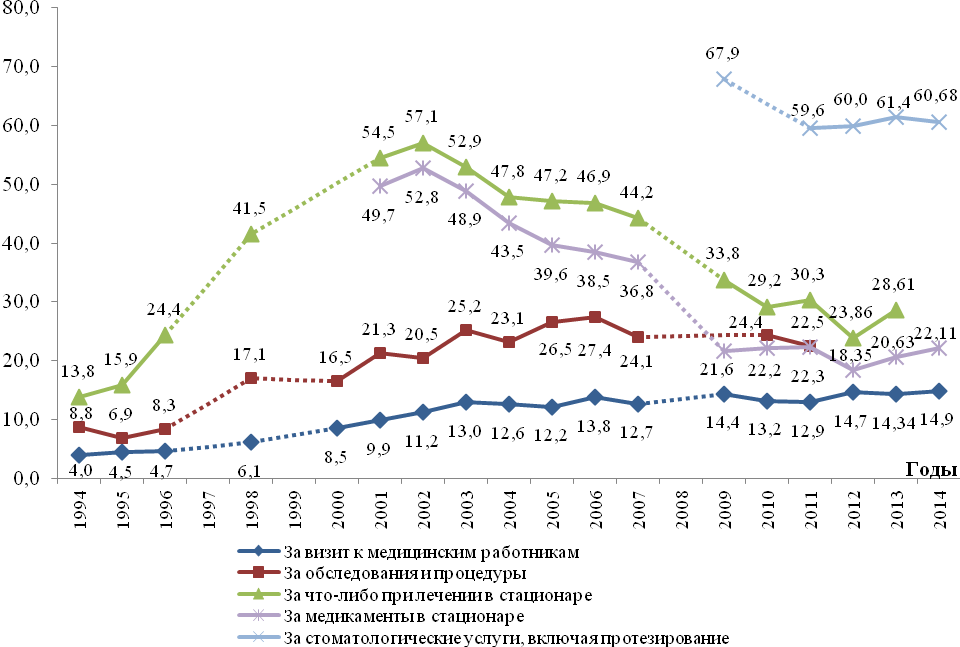 80,0
70,0
60,0
50,0
40,0
30,0
20,0
10,0
0,0
67,9
59,6 60,0 61,4 60,68
13,8 15,9 24,4 41,5 54,5 57,1 52,9 47,8 47,2 46,9 44,2 33,8 29,2 30,3 23,86 28,61
49,7 52,8 48,9 43,5 39,6 38,5 36,8 21,6 22,2 22,3 18,35 20,63 22,11
8,8 6,9 8,3 17,1 16,5 21,3 20,5 25,2 23,1 26,5 27,4 24,1 24,4 22,5
4,0 4,5 4,7 6,1 8,5 9,9 11,2 13,0 12,6 12,2 13,8 12,7 14,4 13,2 12,9 14,7 14,34 14,9
Годы
1994 1995 1996 1997 1998 1999 2000 2001 2002 2003 2004 2005 2006 2007 2008 2009 2010 2011 2012 2013 2014
За визит к медицинским работникам
За обследования и процедуры
За что-либо при лечении в стационаре
За медикаменты в стационаре
За стоматологические услуги, включая протезирование